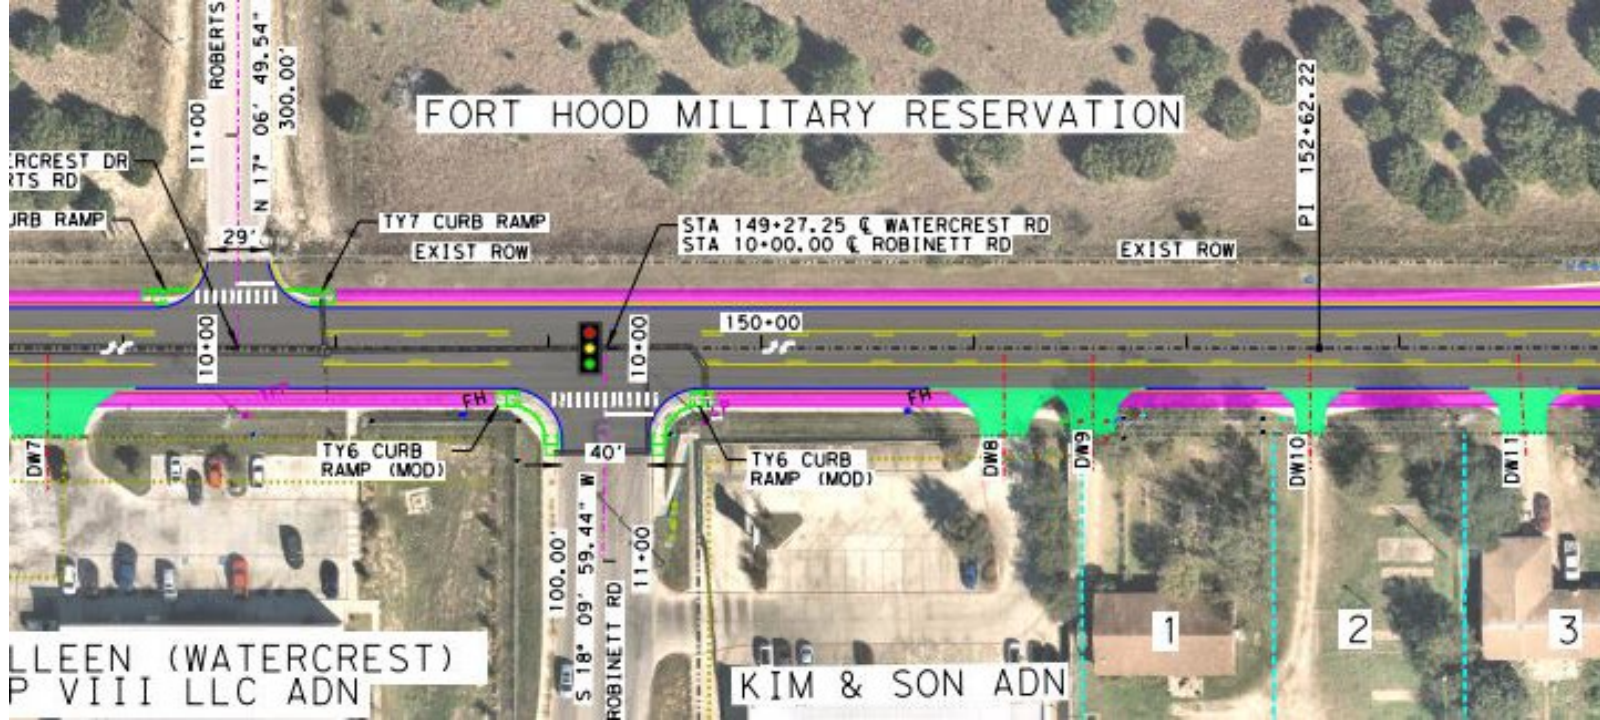 ROBERTS
N 17° 06' 49.54" 300.00'
11+00
FORT HOOD MILITARY RESERVATION
PI 152+62.22
ERCREST DR
RTS RD
URB RAMP
29'
TY7 CURB RAMP
EXIST ROW
STA 149+27.25 ℄ WATERCREST RD
STA 10+00.00 ℄ ROBINETT RD
EXIST ROW
10+00
10+00
150+00
FH
FH
DW7
TY6 CURB
RAMP (MOD)
40'
TY6 CURB
RAMP (MOD)
DW8
DW9
DW10
DW11
100.00'
S 18° 09' 59.44" W
ROBINETT RD
11+00
1
2
3
LLEEN (WATERCREST)
P VIII LLC ADN
KIM & SON ADN